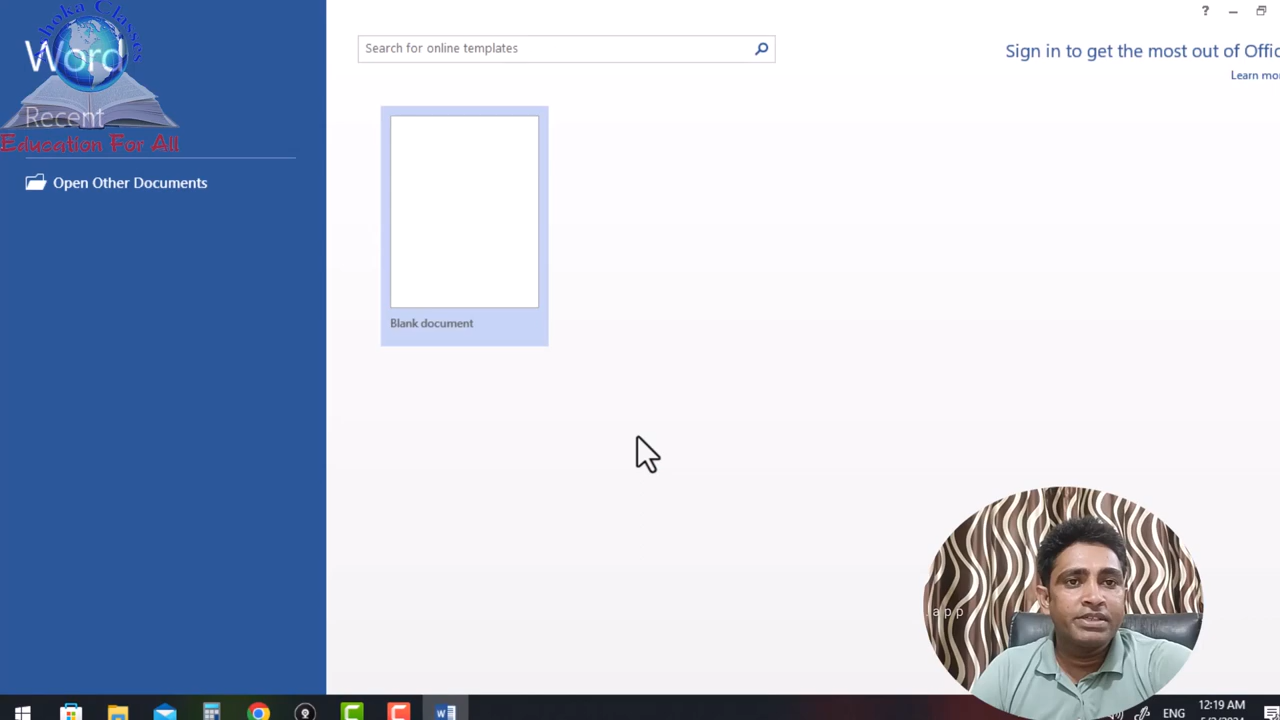 Word
Recent
Education For All
Open Other Documents
Search for online templates
Sign in to get the most out of Offic
Learn mo
Blank document
app
ENG
12:19 AM